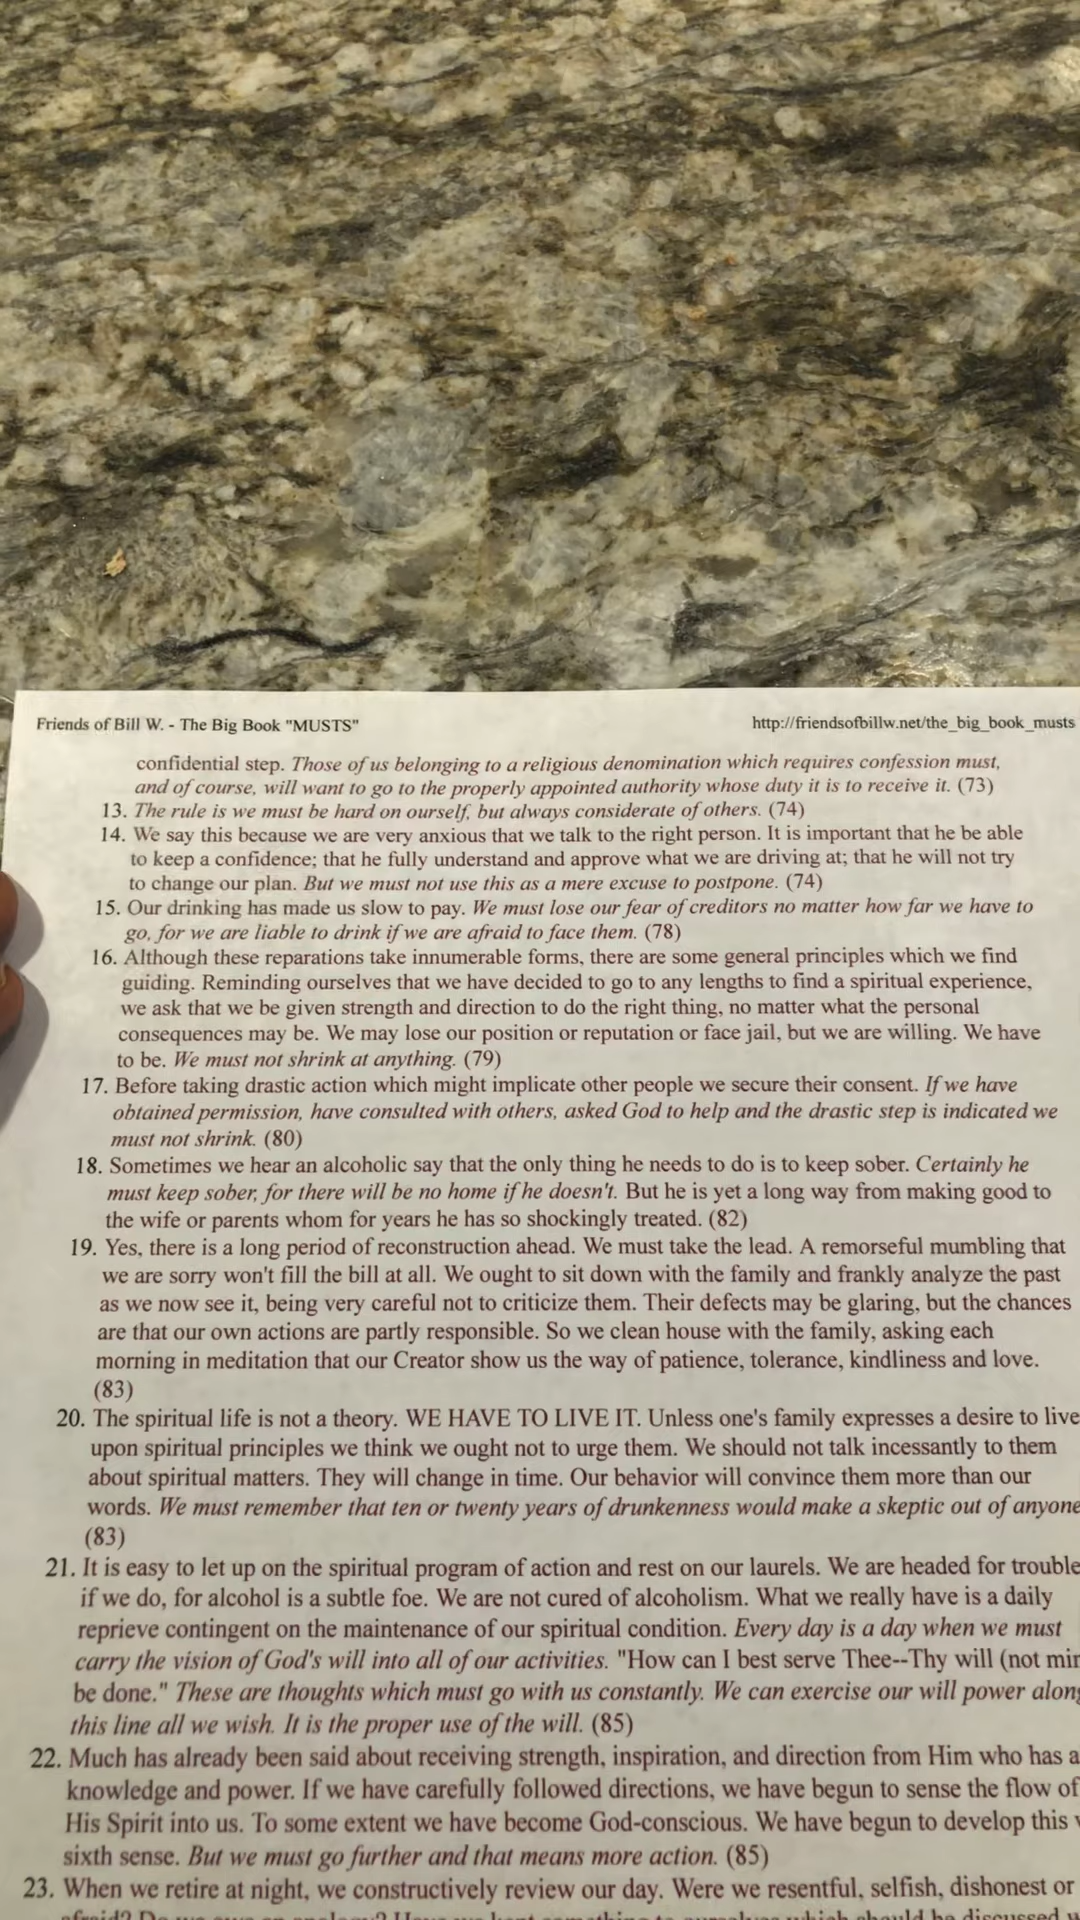 Friends of Bill W. - The Big Book "MUSTS"
http://friendsofbillw.net/the_big_book_musts
confidential step. Those of us belonging to a religious denomination which requires confession must,
and of course, will want to go to the properly appointed authority whose duty it is to receive it. (73)
13. The rule is we must be hard on ourself, but always considerate of others. (74)
14. We say this because we are very anxious that we talk to the right person. It is important that he be able
to keep a confidence; that he fully understand and approve what we are driving at; that he will not try
to change our plan. But we must not use this as a mere excuse to postpone. (74)
15. Our drinking has made us slow to pay. We must lose our fear of creditors no matter how far we have to
go, for we are liable to drink if we are afraid to face them. (78)
16. Although these reparations take innumerable forms, there are some general principles which we find
guiding. Reminding ourselves that we have decided to go to any lengths to find a spiritual experience,
we ask that we be given strength and direction to do the right thing, no matter what the personal
consequences may be. We may lose our position or reputation or face jail, but we are willing. We have
to be. We must not shrink at anything. (79)
17. Before taking drastic action which might implicate other people we secure their consent. If we have
obtained permission, have consulted with others, asked God to help and the drastic step is indicated we
must not shrink. (80)
18. Sometimes we hear an alcoholic say that the only thing he needs to do is to keep sober. Certainly he
must keep sober, for there will be no home if he doesn't. But he is yet a long way from making good to
the wife or parents whom for years he has so shockingly treated. (82)
19. Yes, there is a long period of reconstruction ahead. We must take the lead. A remorseful mumbling that
we are sorry won't fill the bill at all. We ought to sit down with the family and frankly analyze the past
as we now see it, being very careful not to criticize them. Their defects may be glaring, but the chances
are that our own actions are partly responsible. So we clean house with the family, asking each
morning in meditation that our Creator show us the way of patience, tolerance, kindliness and love.
(83)
20. The spiritual life is not a theory. WE HAVE TO LIVE IT. Unless one's family expresses a desire to live
upon spiritual principles we think we ought not to urge them. We should not talk incessantly to them
about spiritual matters. They will change in time. Our behavior will convince them more than our
words. We must remember that ten or twenty years of drunkenness would make a skeptic out of anyone
(83)
21. It is easy to let up on the spiritual program of action and rest on our laurels. We are headed for trouble
if we do, for alcohol is a subtle foe. We are not cured of alcoholism. What we really have is a daily
reprieve contingent on the maintenance of our spiritual condition. Every day is a day when we must
carry the vision of God's will into all of our activities. "How can I best serve Thee--Thy will (not
be done." These are thoughts which must go with us constantly. We can exercise our will power
this line all we wish. It is the proper use of the will. (85)
22. Much has already been said about receiving strength, inspiration, and direction from Him who has
knowledge and power. If we have carefully followed directions, we have begun to sense the flow of
His Spirit into us. To some extent we have become God-conscious. We have begun to develop this
sixth sense. But we must go further and that means more action. (85)
23. When we retire at night, we constructively review our day. Were we resentful, selfish, dishonest or